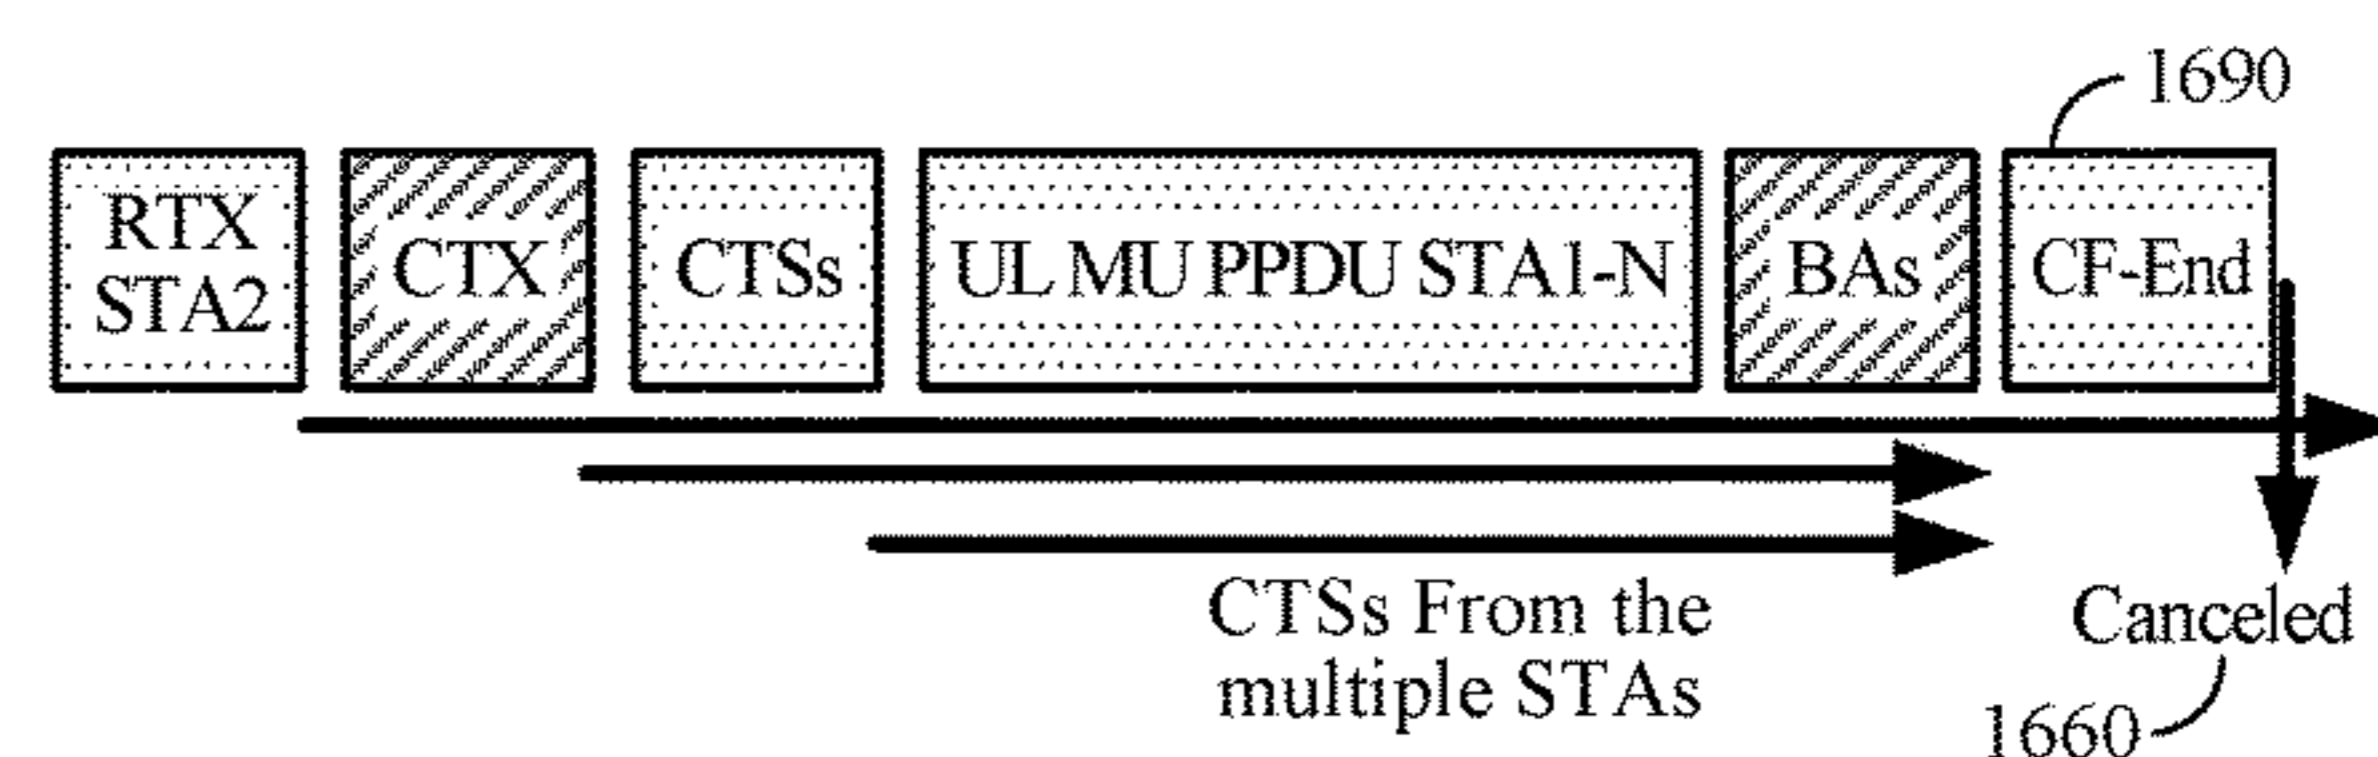 1690
RTX
STA2
CTX
CTSs
UL MU PPDU STA1-N
BAs
CF-End
CTSs From the
multiple STAs
Canceled
1660